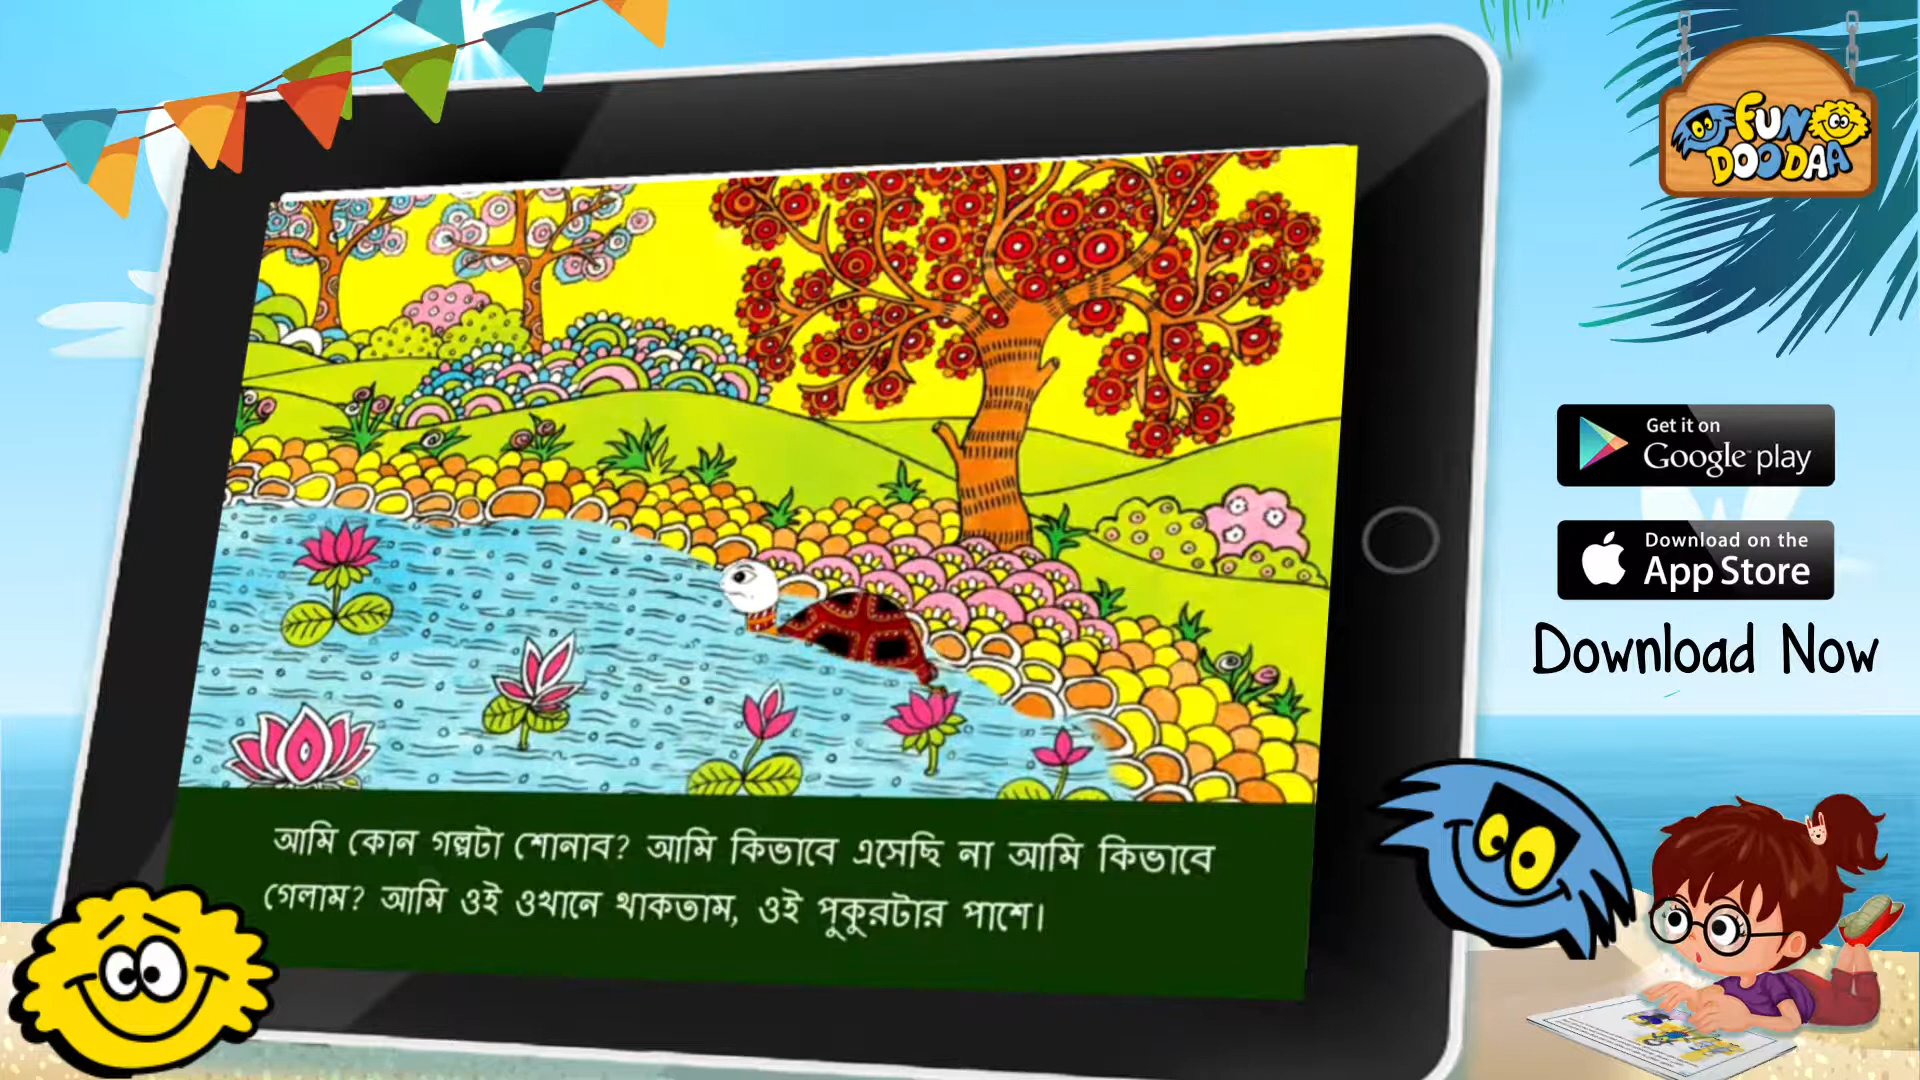 FUN
DOODAA
Get it on
Google play
Download on the
App Store
Download Now
আমি কোন গল্পটা শোনাব? আমি কিভাবে এসেছি না আমি কিভাবে
গেলাম? আমি ওই ওখানে থাকতাম, ওই পুকুরটার পাশে।